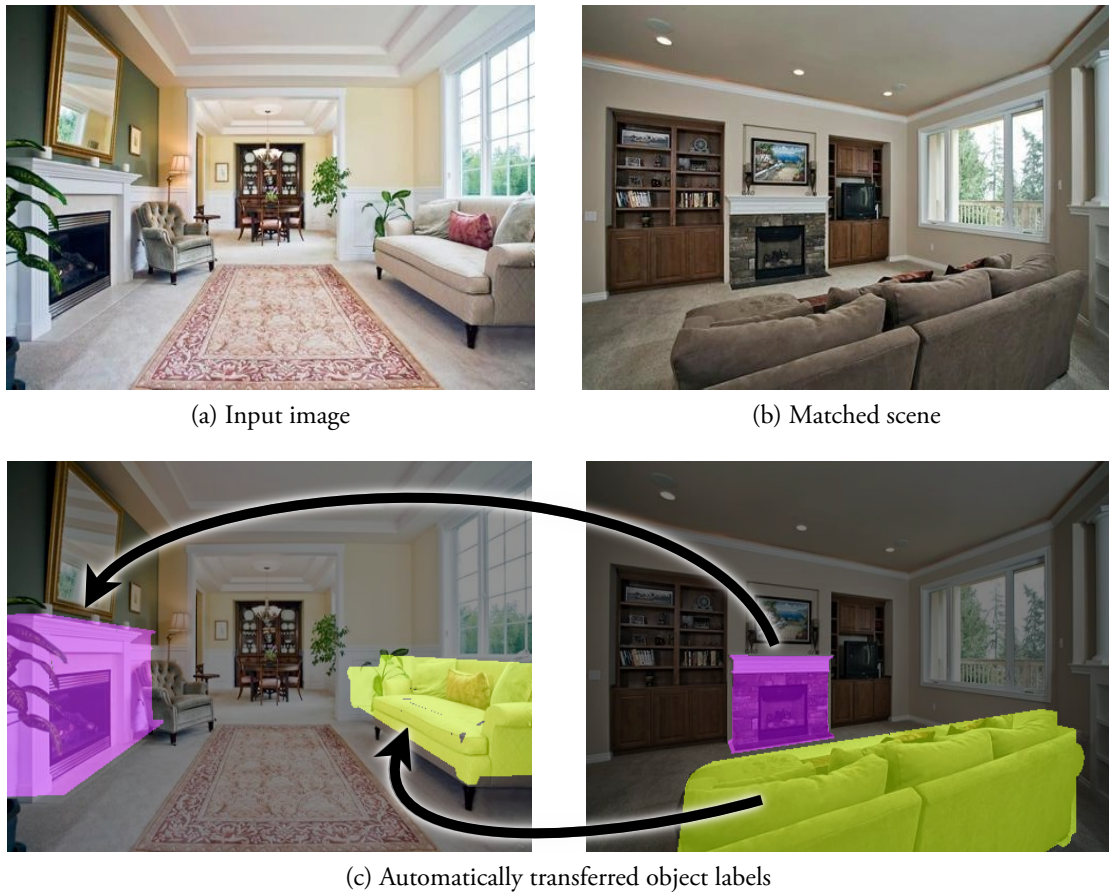 (a) Input image
(b) Matched scene
(c) Automatically transferred object labels